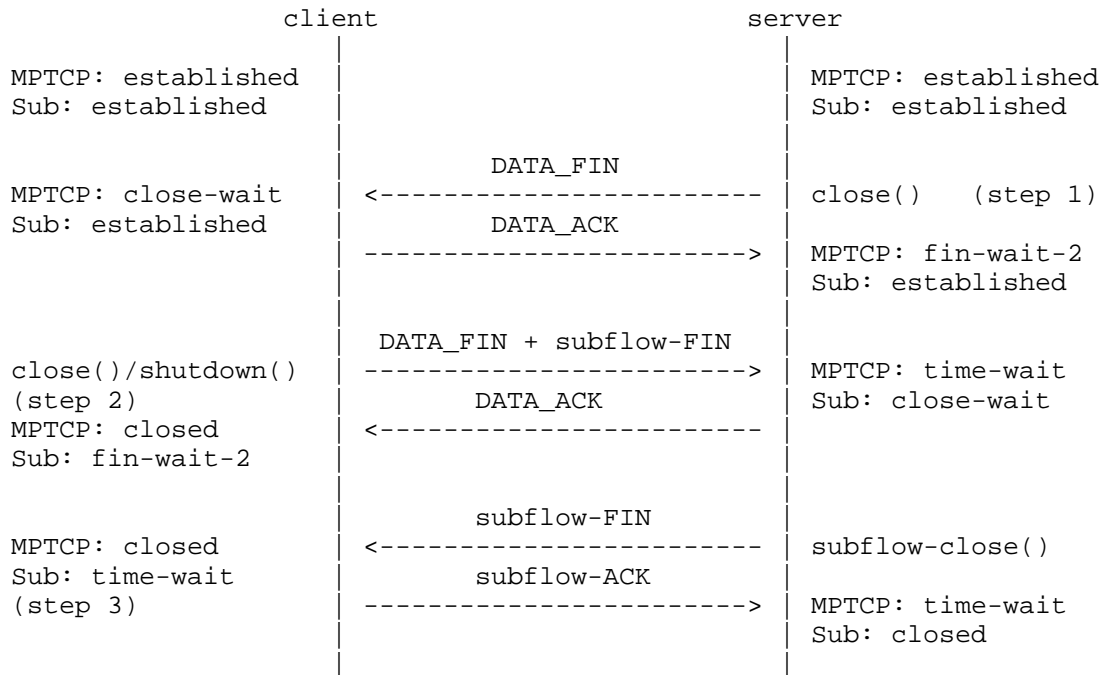 client                          server
MPTCP: established                MPTCP: established
Sub: established                  Sub: established
DATA_FIN
MPTCP: close-wait   <------------------------   close()   (step 1)
Sub: established        DATA_ACK
------------------------>   MPTCP: fin-wait-2
Sub: established
DATA_FIN + subflow-FIN
close()/shutdown()   ------------------------>   MPTCP: time-wait
(step 2)        DATA_ACK        Sub: close-wait
MPTCP: closed   <------------------------
Sub: fin-wait-2
subflow-FIN
MPTCP: closed   <------------------------   subflow-close()
Sub: time-wait        subflow-ACK
(step 3)   ------------------------>   MPTCP: time-wait
Sub: closed